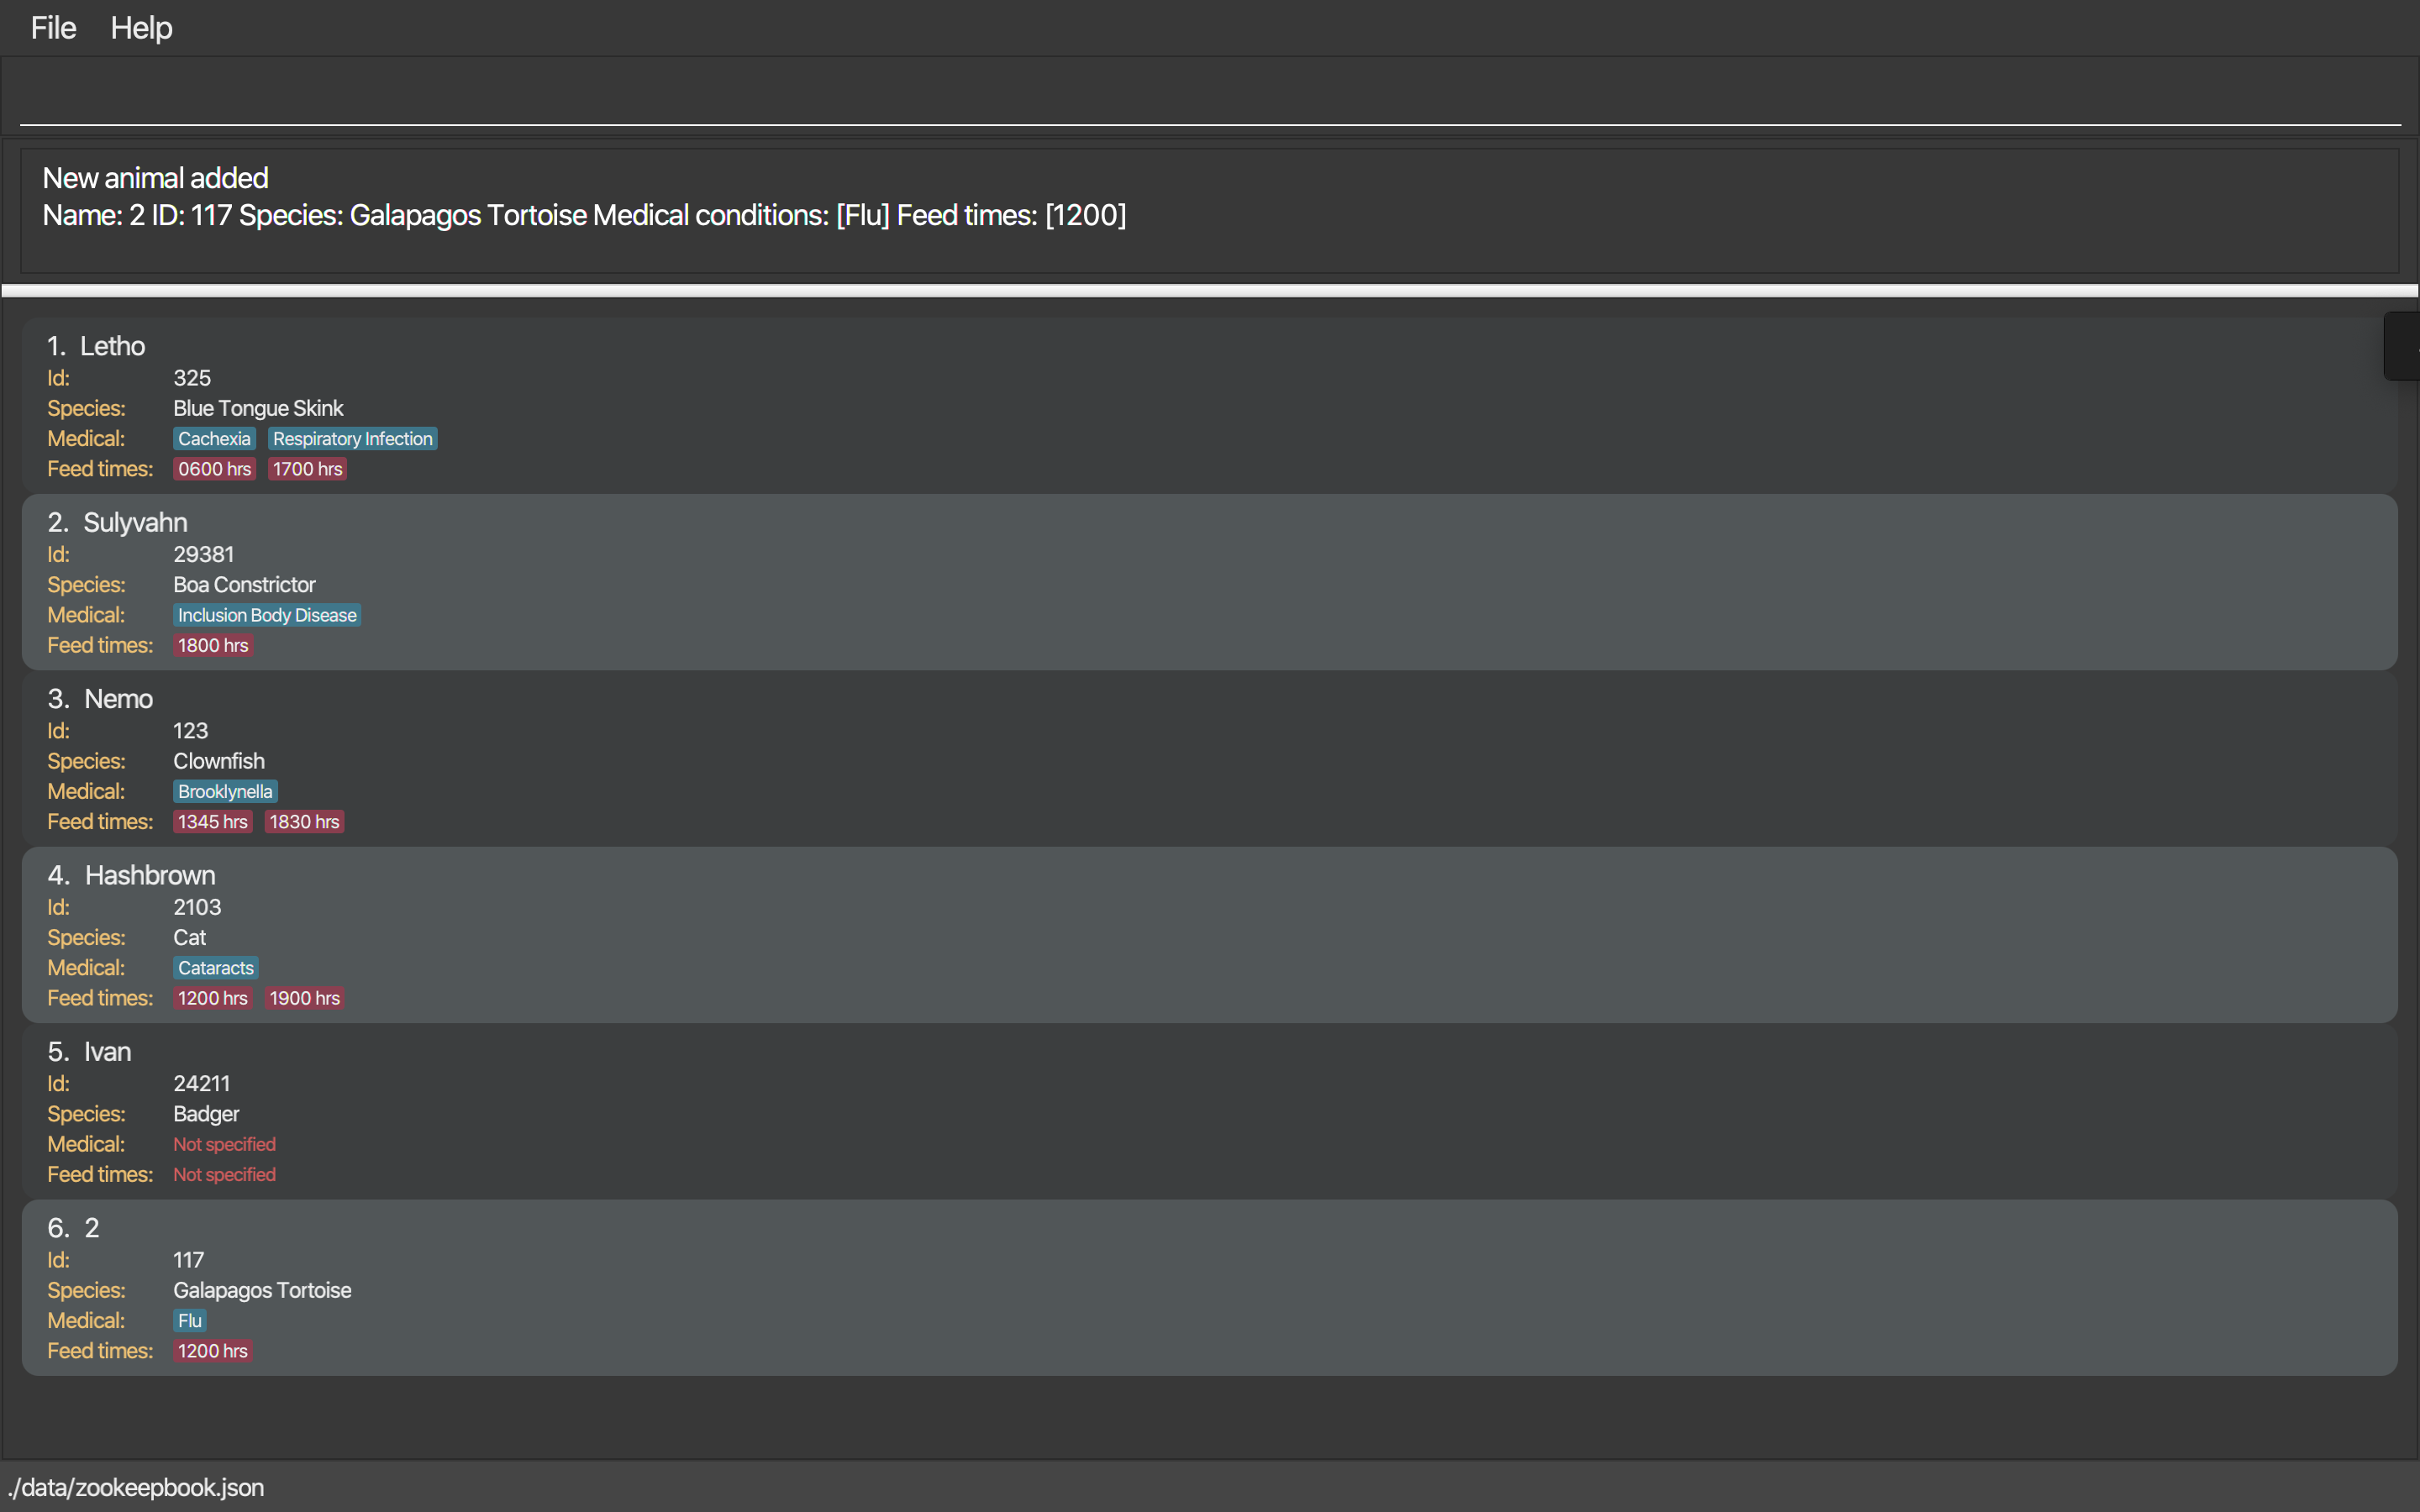 File Help
New animal added
Name: 2 ID: 117 Species: Galapagos Tortoise Medical conditions: [Flu] Feed times: [1200]
1. Letho
Id: 325
Species: Blue Tongue Skink
Medical: Cachexia Respiratory Infection
Feed times: 0600 hrs 1700 hrs
2. Sulyvahn
Id: 29381
Species: Boa Constrictor
Medical: Inclusion Body Disease
Feed times: 1800 hrs
3. Nemo
Id: 123
Species: Clownfish
Medical: Brooklynella
Feed times: 1345 hrs 1830 hrs
4. Hashbrown
Id: 2103
Species: Cat
Medical: Cataracts
Feed times: 1200 hrs 1900 hrs
5. Ivan
Id: 24211
Species: Badger
Medical: Not specified
Feed times: Not specified
6. 2
Id: 117
Species: Galapagos Tortoise
Medical: Flu
Feed times: 1200 hrs
./data/zookeepbook.json